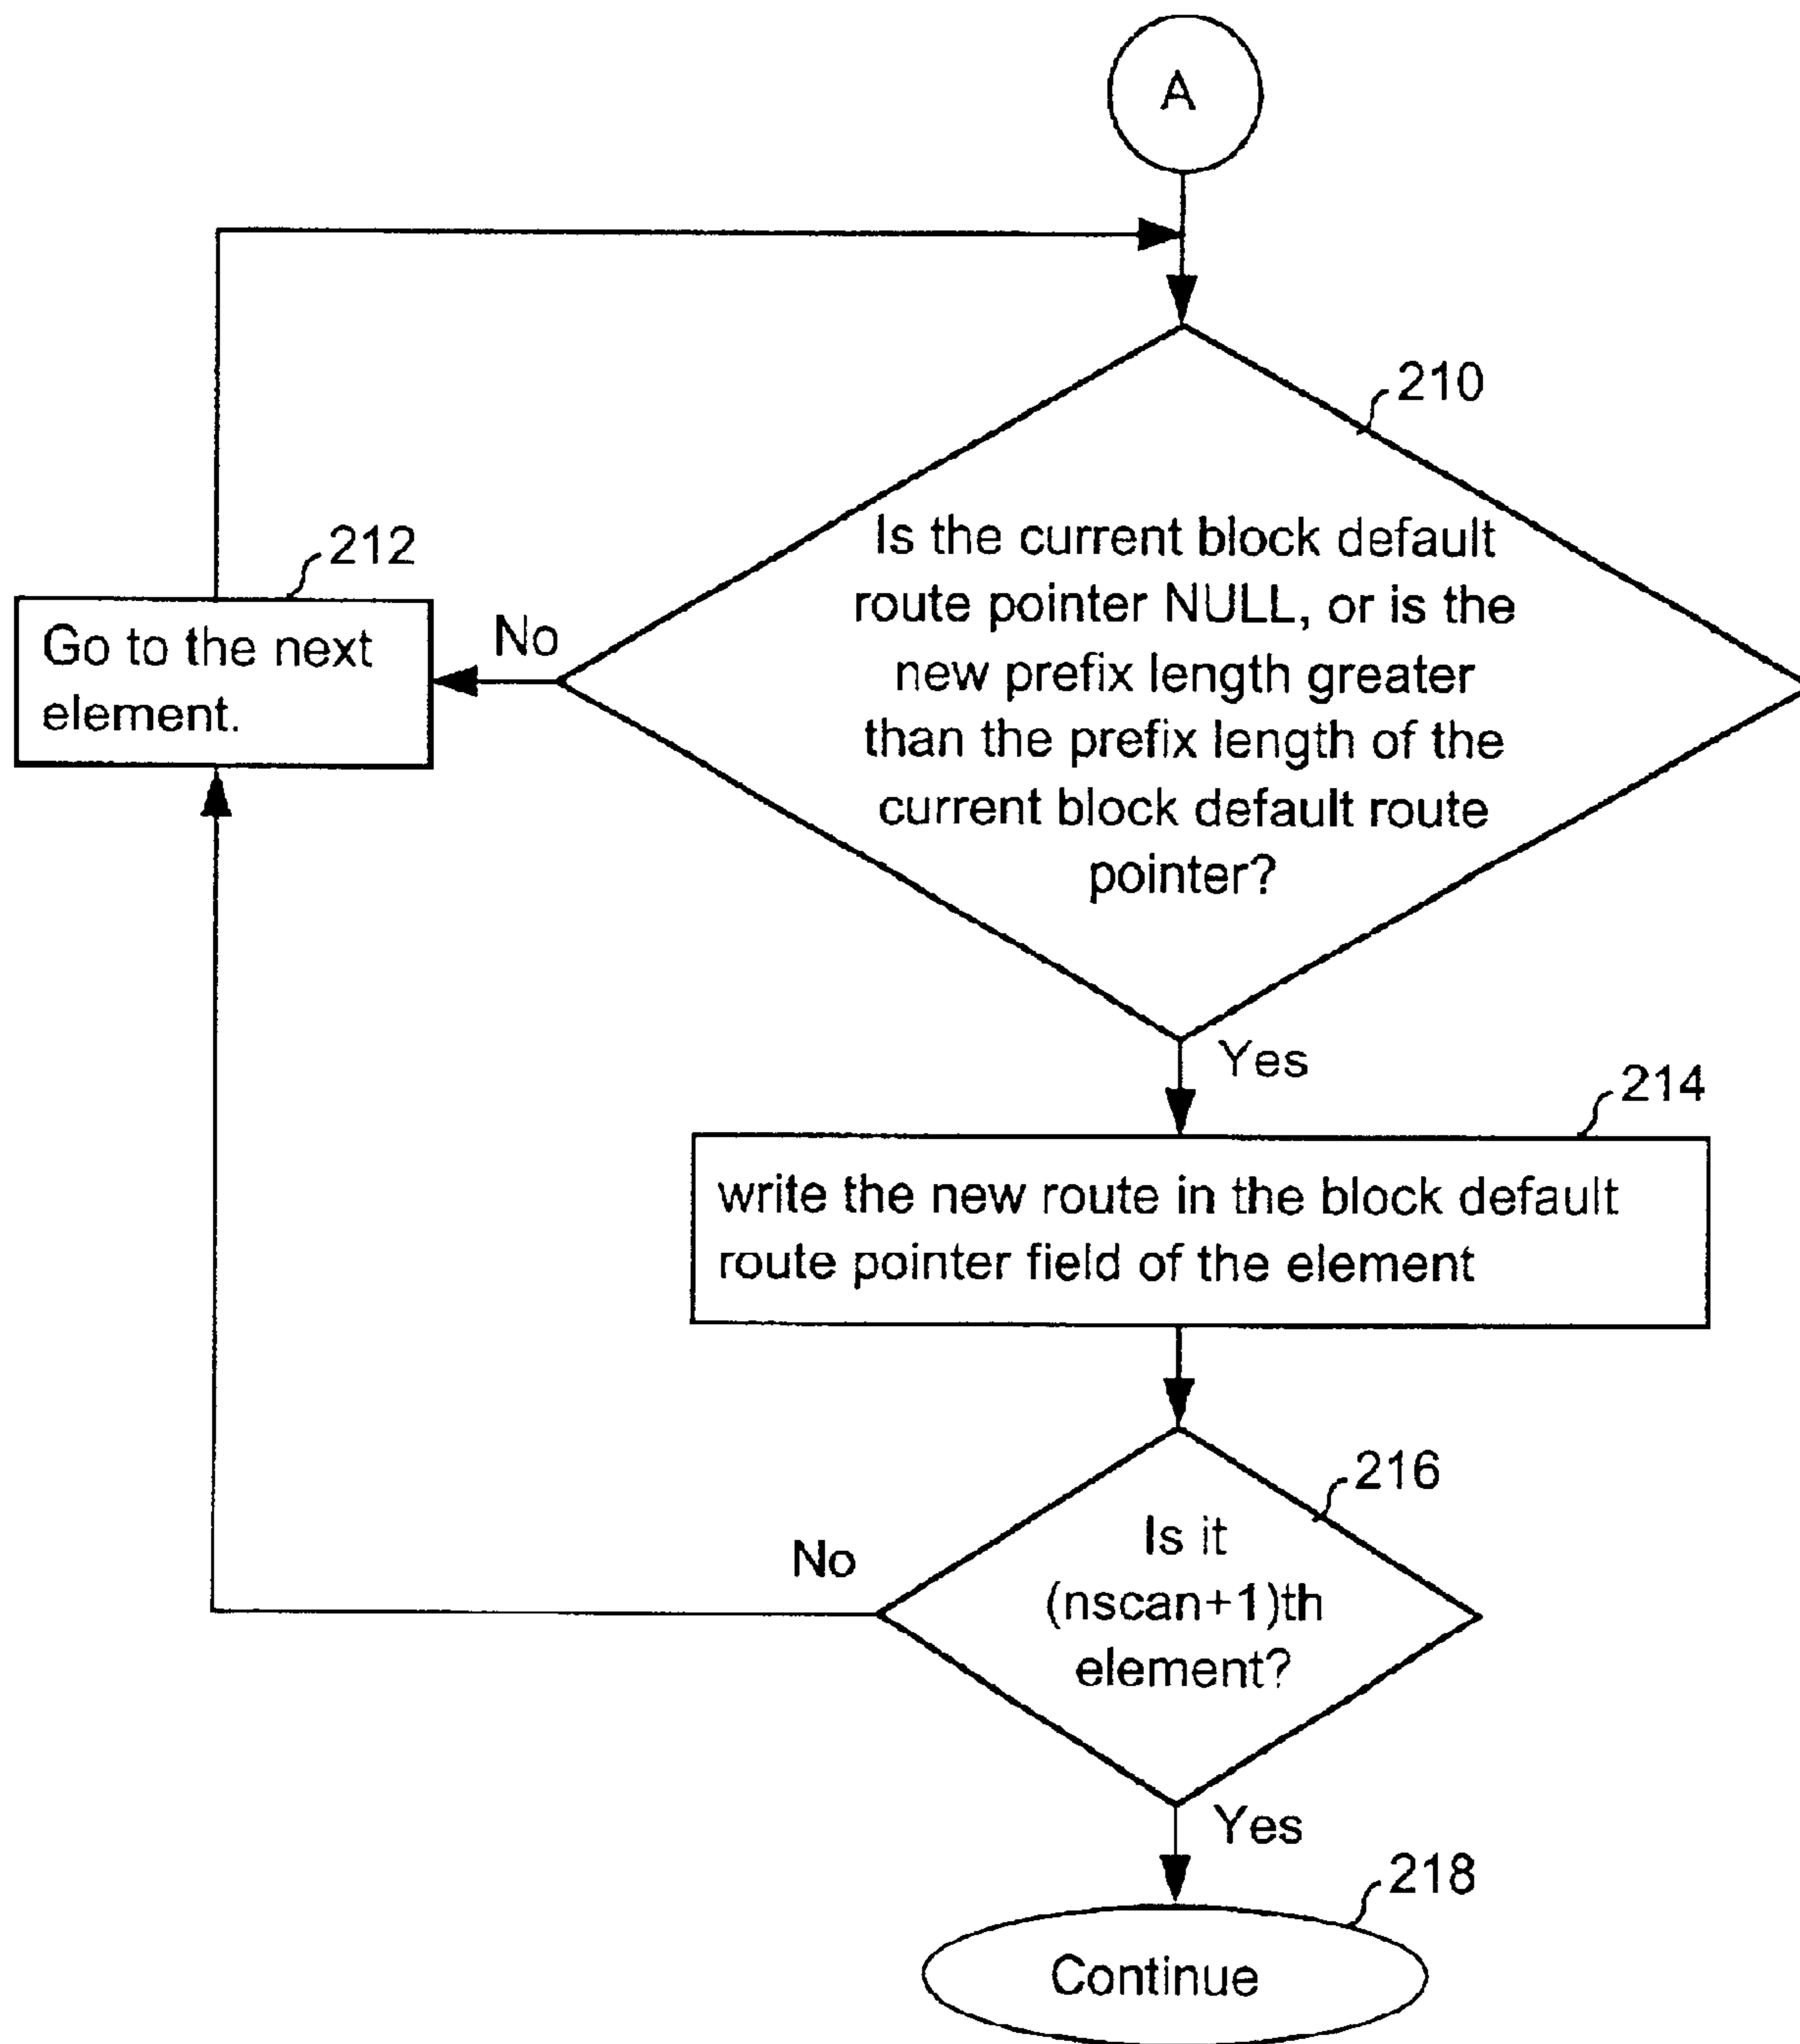 A
210
Is the current block default
route pointer NULL, or is the
new prefix length greater
than the prefix length of the
current block default route
pointer?
212
Go to the next
element.
No
Yes
214
write the new route in the block default
route pointer field of the element
216
Is it
(nscan+1)th
element?
No
Yes
218
Continue